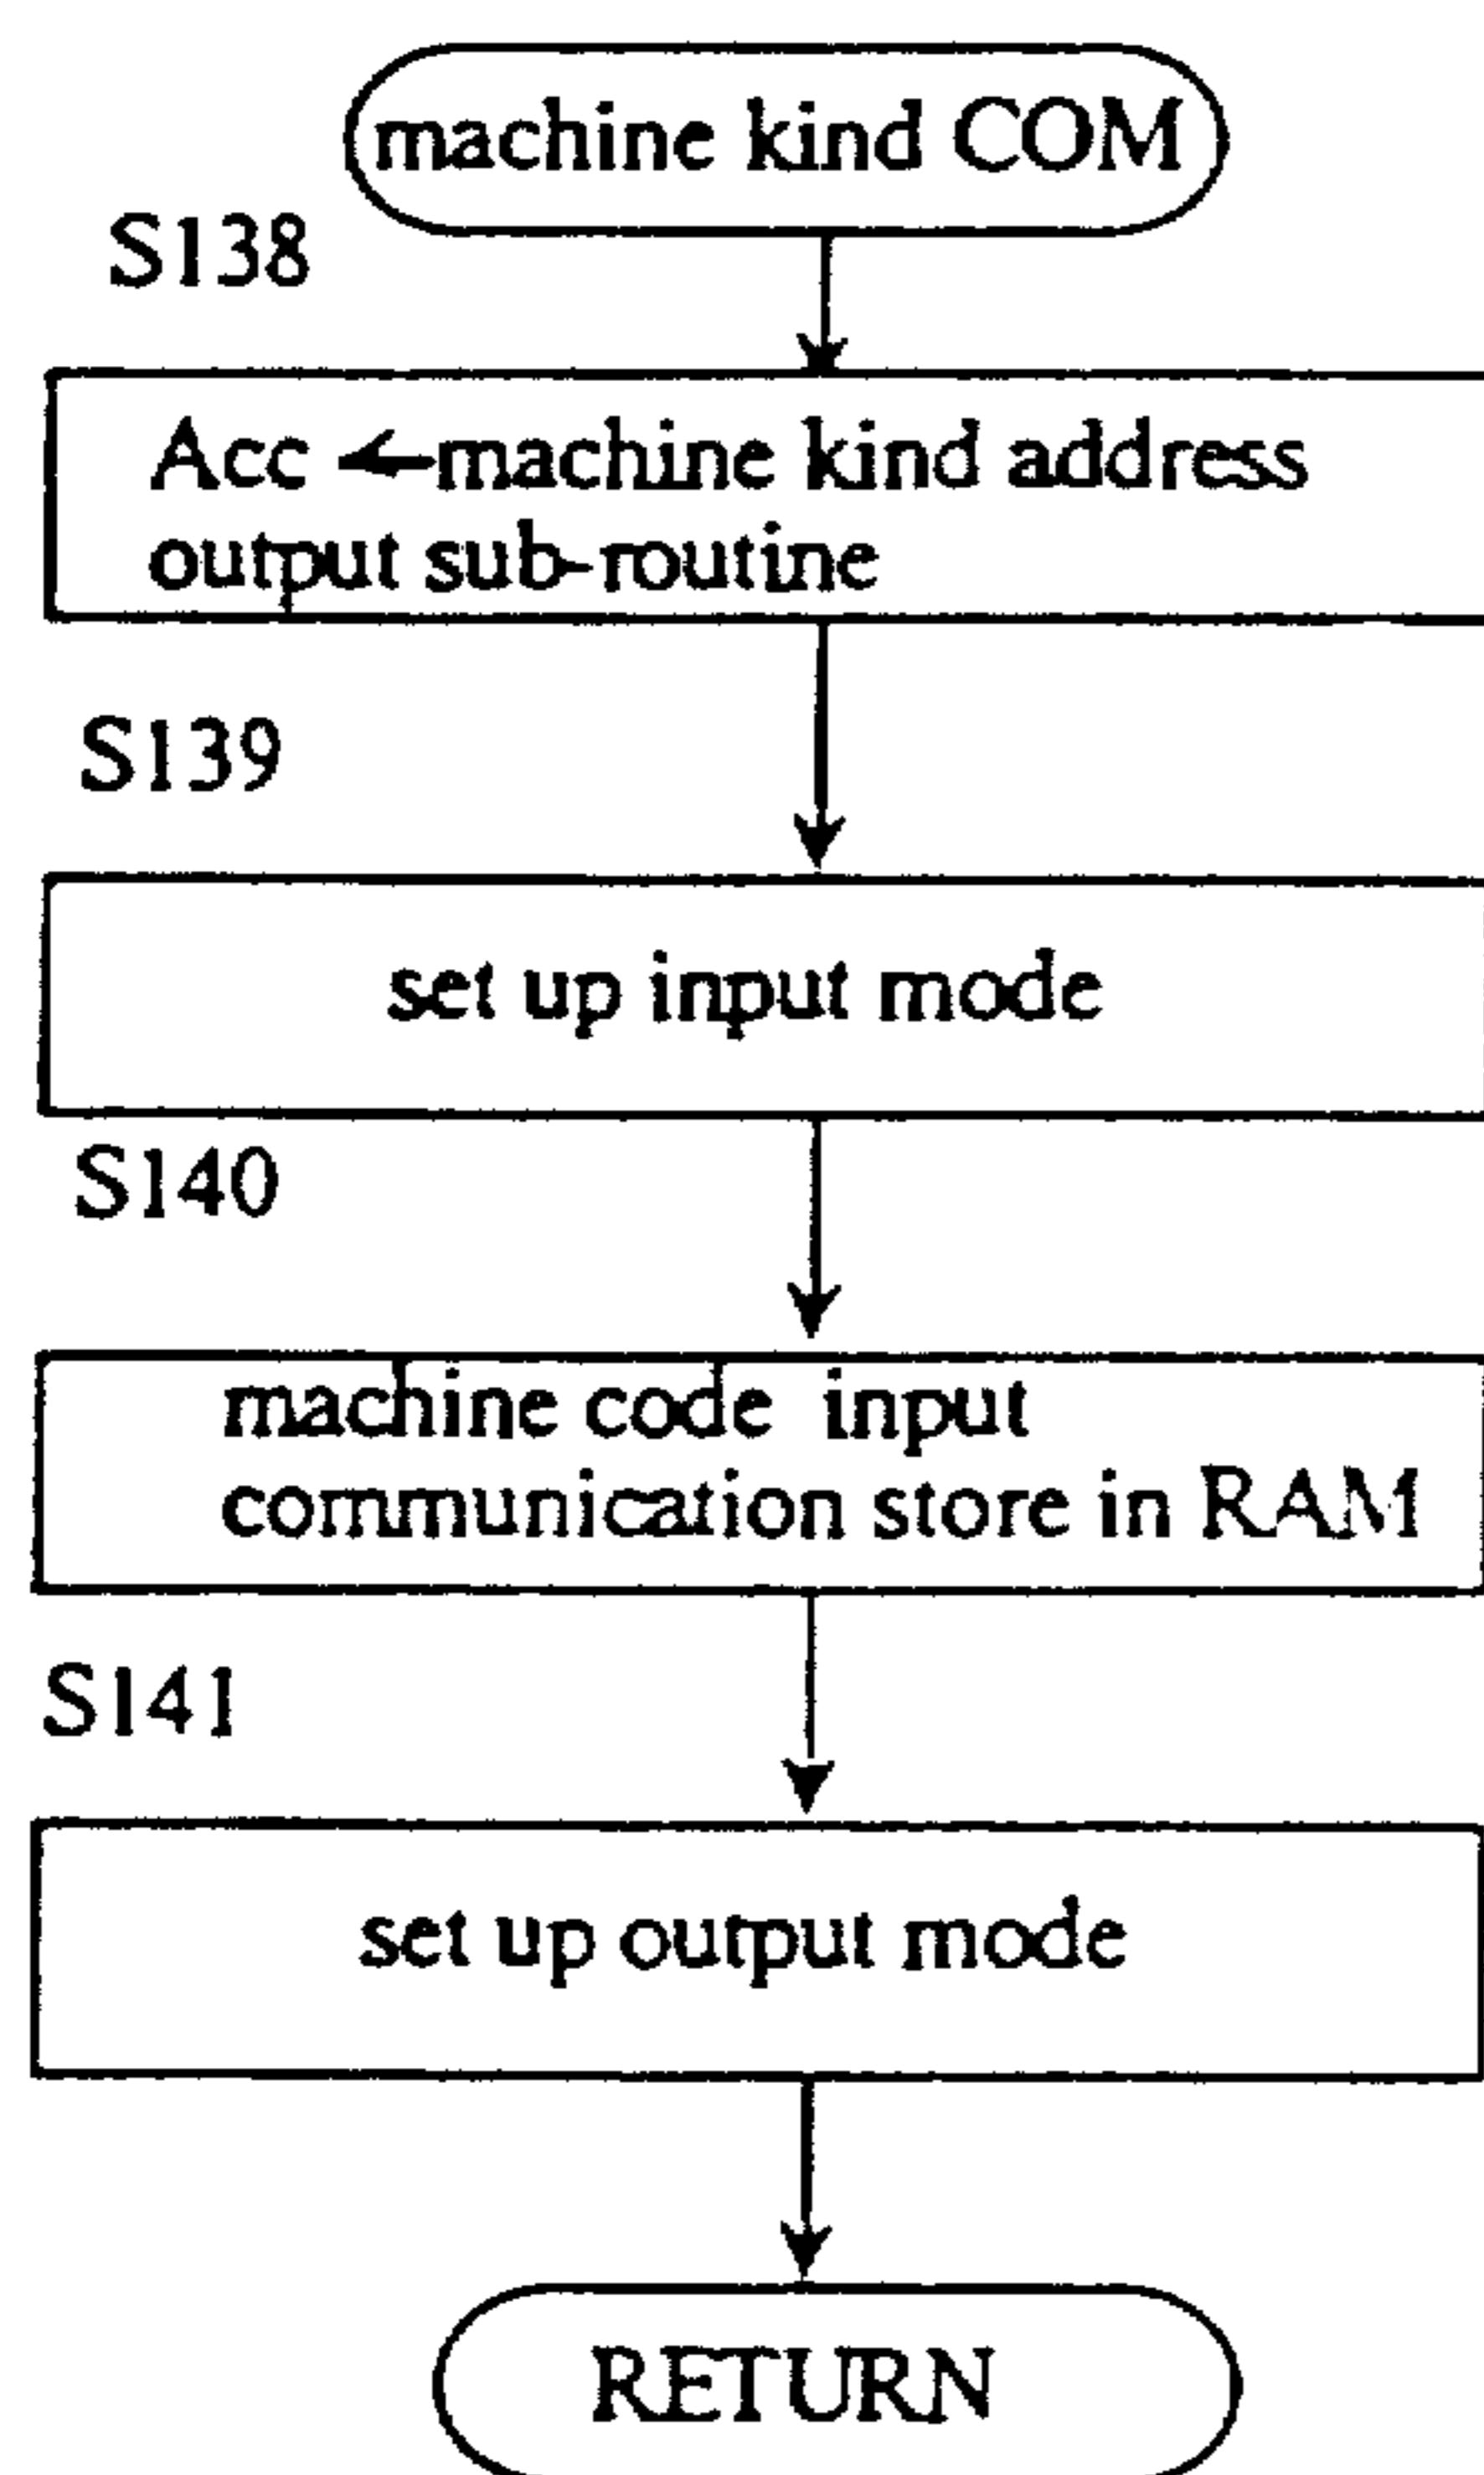 machine kind COM
S138
Acc ←machine kind address
output sub-routine
S139
set up input mode
S140
machine code input
communication store in RAM
S141
set up output mode
RETURN